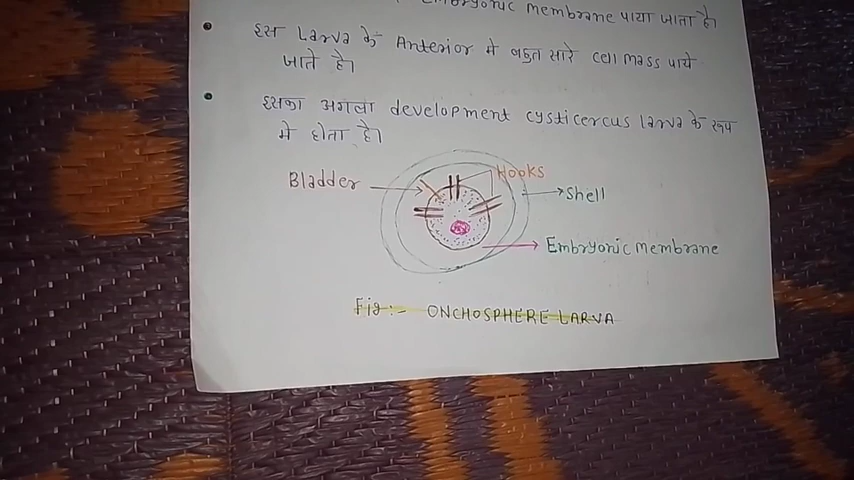 Embryonic membrane पाया जाता है।
इस Larva के Anterior मे बहुत सारे cell mass पाये
जाते है।
इसका अगला development cysticercus larva के रूप
मे होता है।
Hooks
Bladder
Shell
Embryonic membrane
Fig:- ONCHOSPHERE LARVA